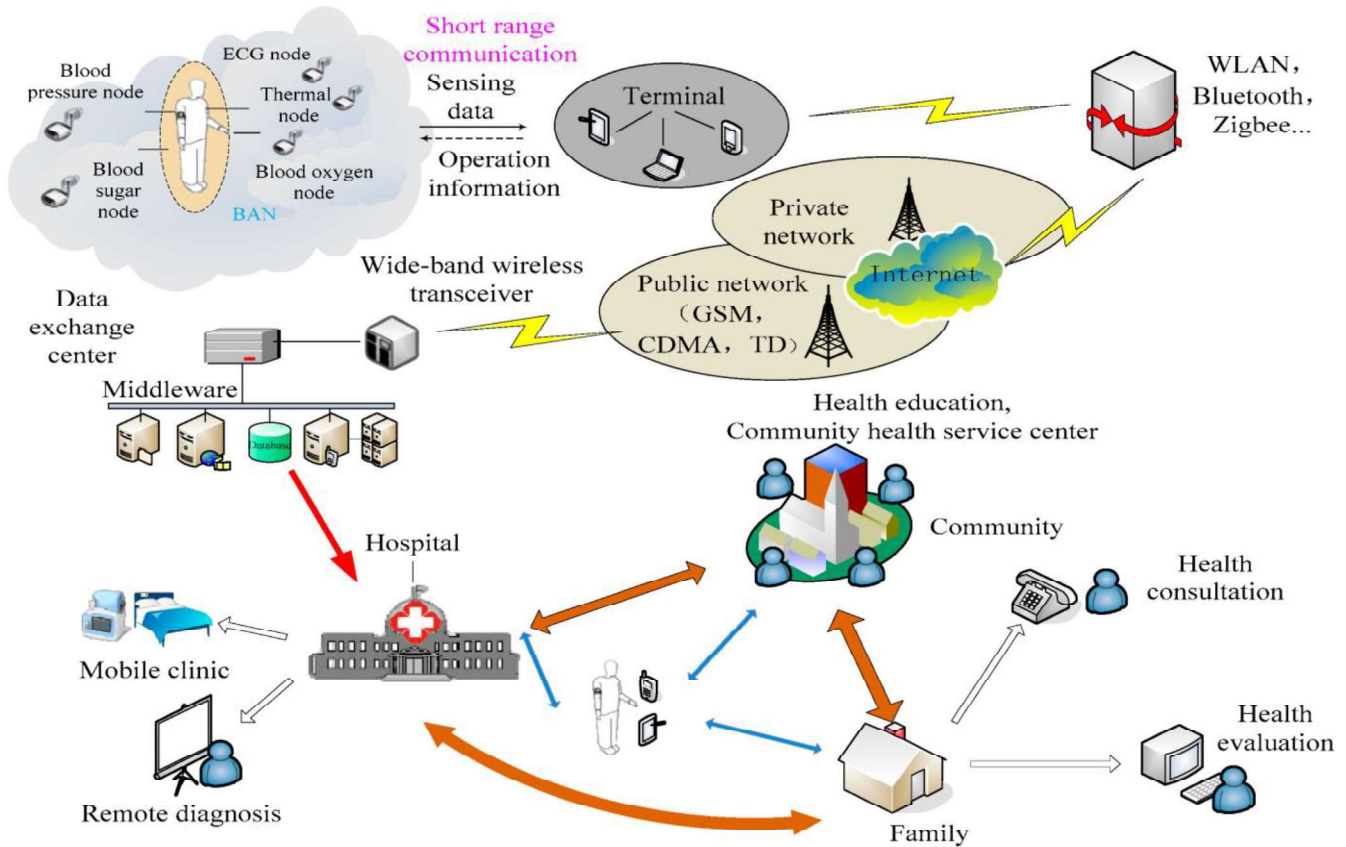 Short range
communication
ECG node
Blood
pressure node
Thermal
node
Blood
sugar
node
Blood oxygen
node
BAN
Sensing
data
Operation
information
Terminal
WLAN,
Bluetooth,
Zigbee...
Private
network
Internet
Public network
(GSM,
CDMA, TD)
Wide-band wireless
transceiver
Data
exchange
center
Middleware
Database
Health education,
Community health service center
Community
Hospital
Health
consultation
Mobile clinic
Health
evaluation
Remote diagnosis
Family